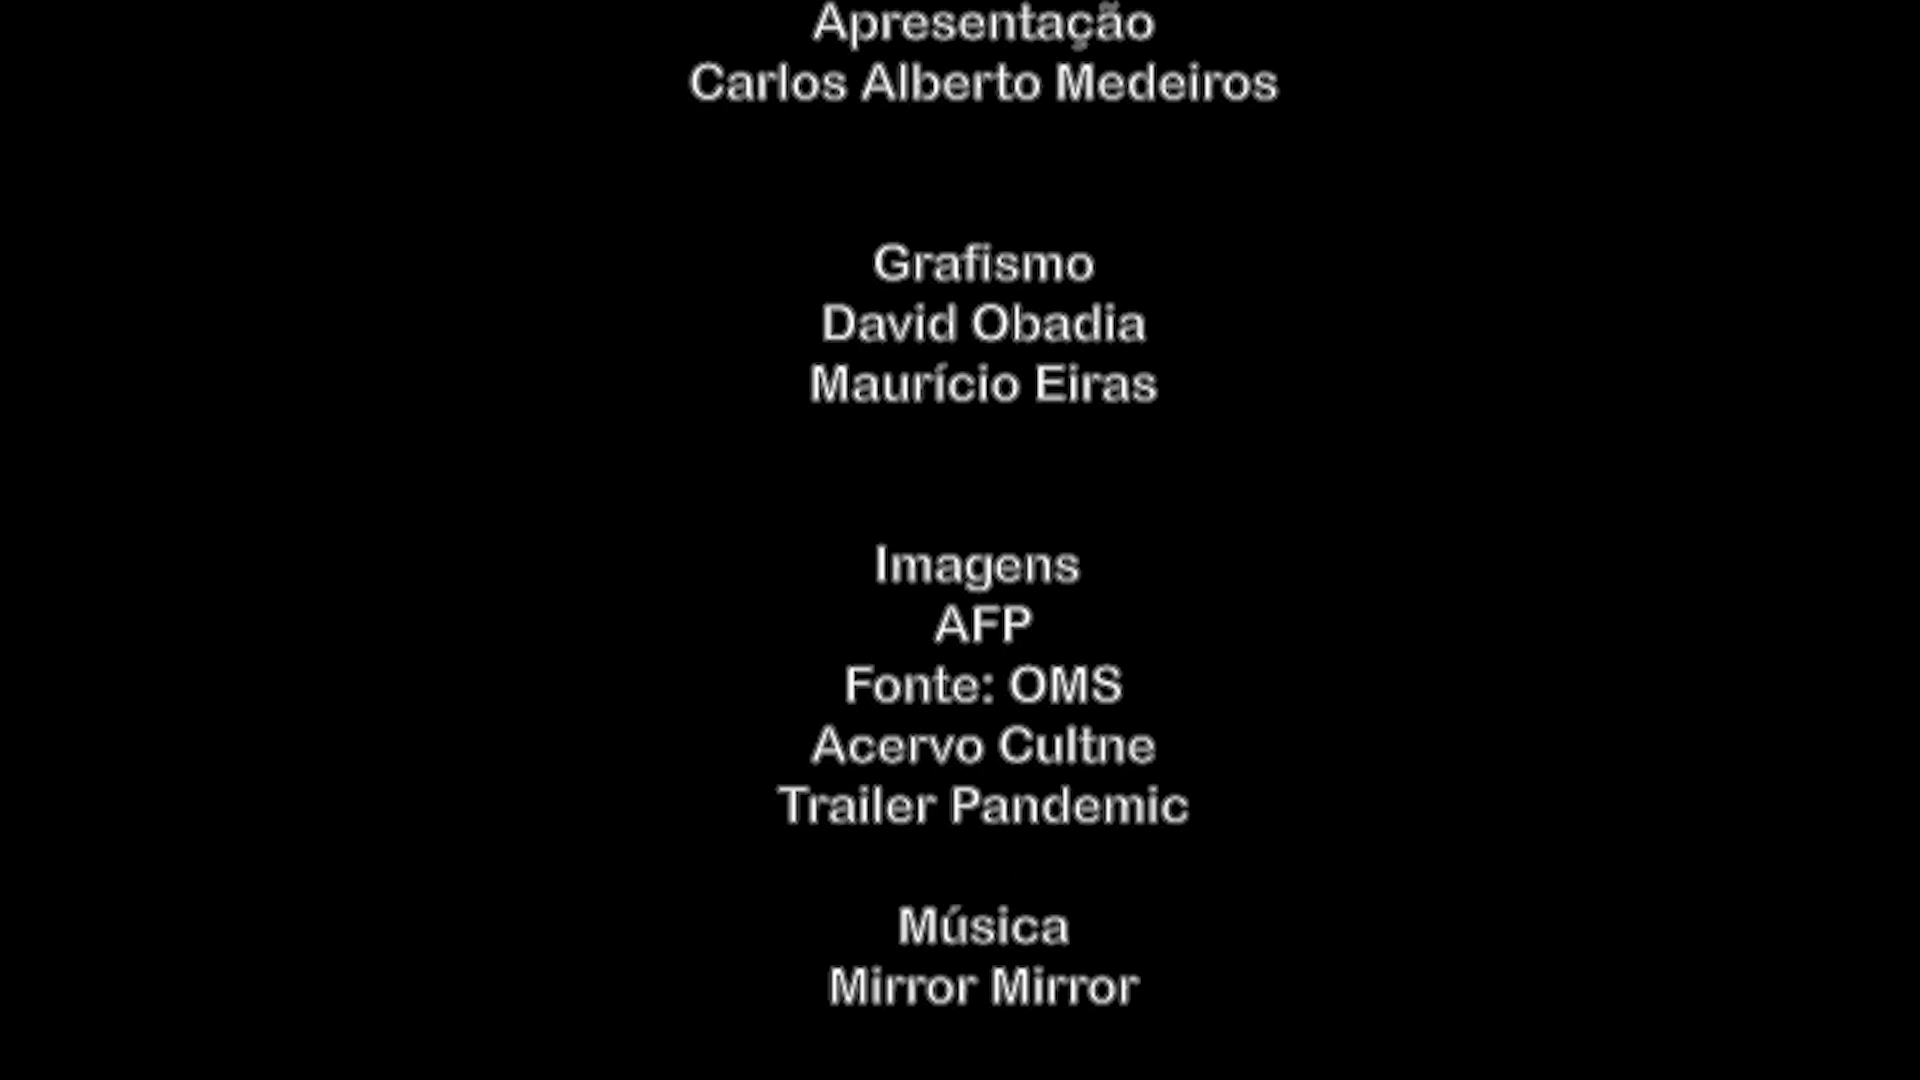 Apresentação
Carlos Alberto Medeiros
Grafismo
David Obadia
Maurício Eiras
Imagens
AFP
Fonte: OMS
Acervo Cultne
Trailer Pandemic
Música
Mirror Mirror